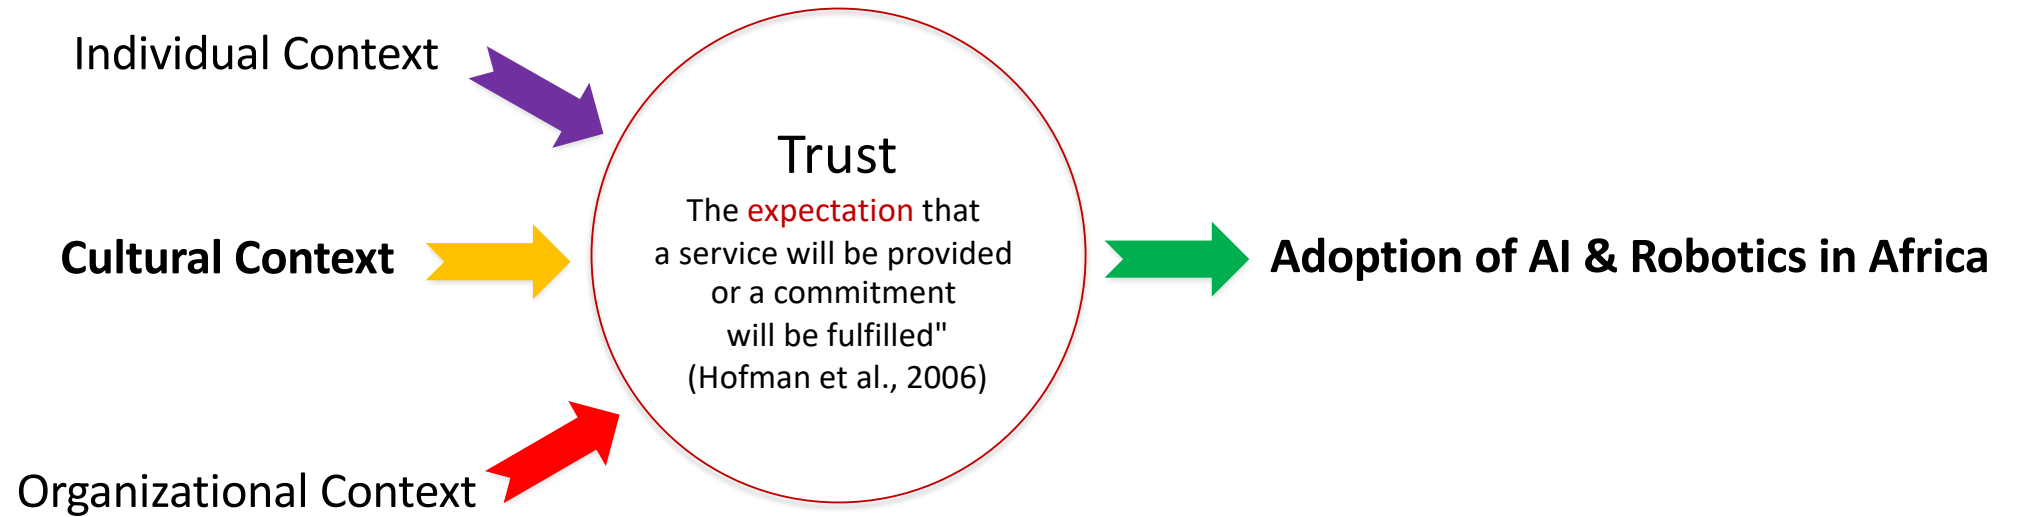 Individual Context
Cultural Context
Organizational Context
Trust
The expectation that
a service will be provided
or a commitment
will be fulfilled"
(Hofman et al., 2006)
Adoption of AI & Robotics in Africa